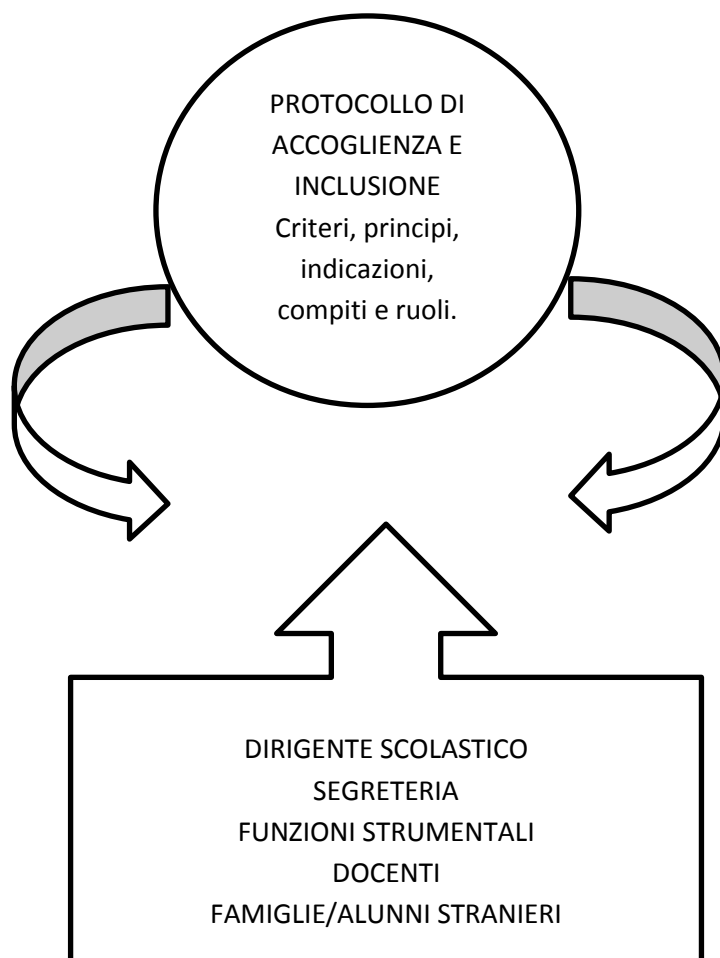 PROTOCOLLO DI
ACCOGLIENZA E
INCLUSIONE
Criteri, principi,
indicazioni,
compiti e ruoli.
DIRIGENTE SCOLASTICO
SEGRETERIA
FUNZIONI STRUMENTALI
DOCENTI
FAMIGLIE/ALUNNI STRANIERI